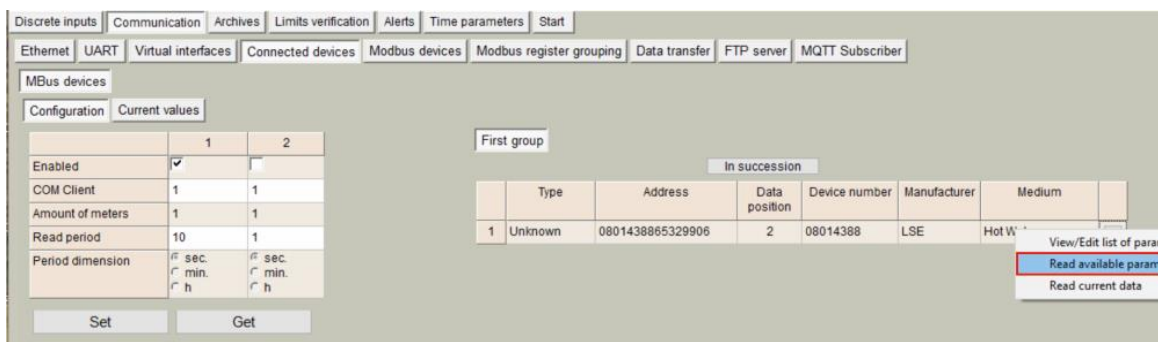 Discrete inputs Communication Archives Limits verification Alerts Time parameters Start
Ethernet UART Virtual interfaces Connected devices Modbus devices Modbus register grouping Data transfer FTP server MQTT Subscriber
MBus devices
Configuration Current values
1 2
Enabled
COM Client 1 1
Amount of meters 1 1
Read period 10 1
Period dimension sec. sec.
min. min.
h h
Set Get
First group
In succession
Type Address Data position Device number Manufacturer Medium
1 Unknown 0801438865329906 2 08014388 LSE Hot
View/Edit list of
Read available
Read current data